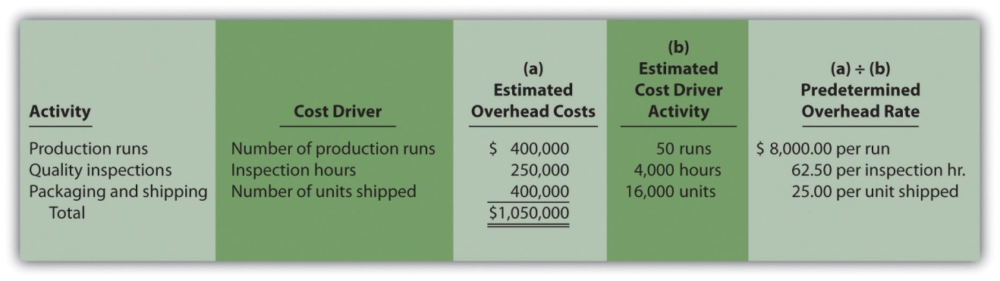 (b)
(a) Estimated (a) ÷ (b)
Estimated Cost Driver Predetermined
Activity Cost Driver Overhead Costs Activity Overhead Rate
Production runs Number of production runs $ 400,000 50 runs $ 8,000.00 per run
Quality inspections Inspection hours 250,000 4,000 hours 62.50 per inspection hr.
Packaging and shipping Number of units shipped 400,000 16,000 units 25.00 per unit shipped
Total $1,050,000